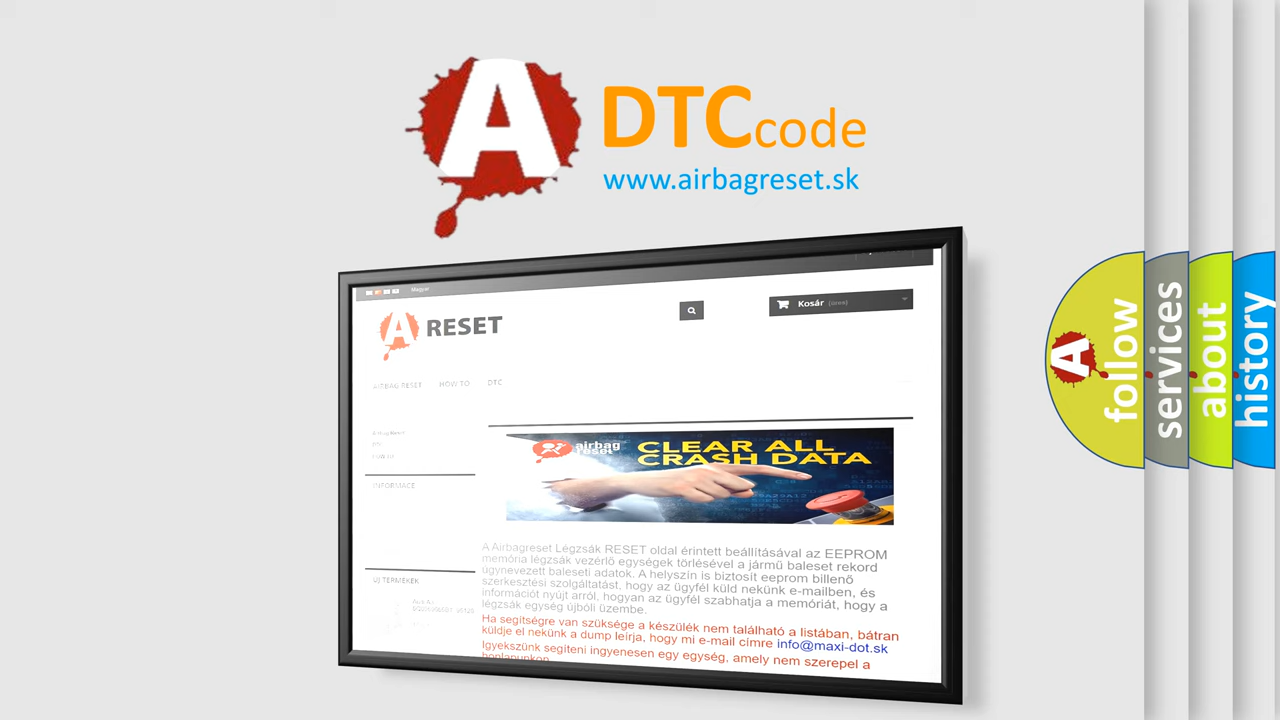 A
DTCcode
www.airbagreset.sk
Magyar
A RESET
Kosár (üres)
AIRBAG RESET HOW TO DTC
Airbag Reset
INFORMACE
airbag
reset
CLEAR ALL
CRASH DATA
ÚJ TERMÉKEK
A Airbagreset Légzsák RESET oldal érintett beállításával az EEPROM
memória légzsák vezérlő egységek törlésével a jármű baleset rekord
úgynevezett baleseti adatok. A helyszín is biztosít eeprom billenő
szerkesztési szolgáltatást, hogy az ügyfél küld nekünk e-mailben, és
információt nyújt arról, hogyan az ügyfél szabhatja a memóriát, hogy a
légzsák egység újbóli üzembe.
Ha segítségre van szüksége a készülék nem található a listában, bátran
küldje el nekünk a dump leírja, hogy mi e-mail címre info@maxi-dot.sk
Igyekszünk segíteni ingyenesen egy egység, amely nem szerepel a
honlapunkon
A
follow
services
about
history